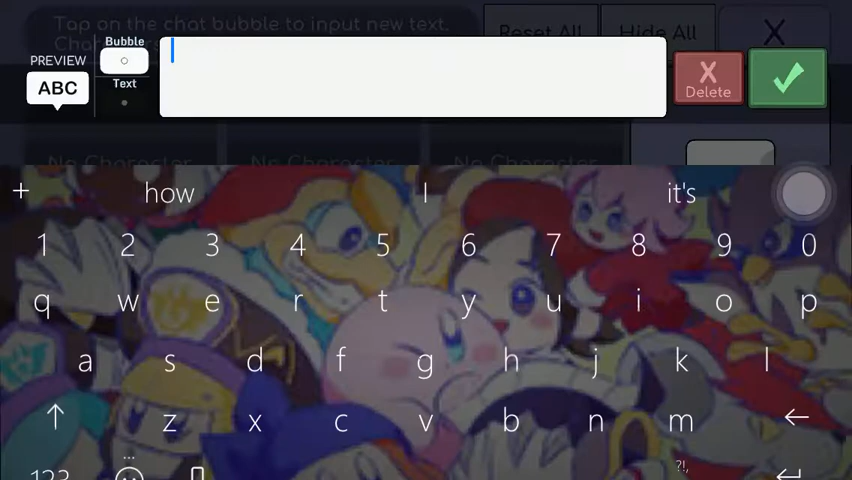 Tap on the chat bubble to input new text.
Reset All
Hide All
X
Bubble
PREVIEW
ABC
Text
X
Delete
No Character
No Character
No Character
+
how
I
it's
1 2 3 4 5 6 7 8 9 0
q w e r t y u i o p
a s d f g h j k l
z x c v b n m
123
?!,